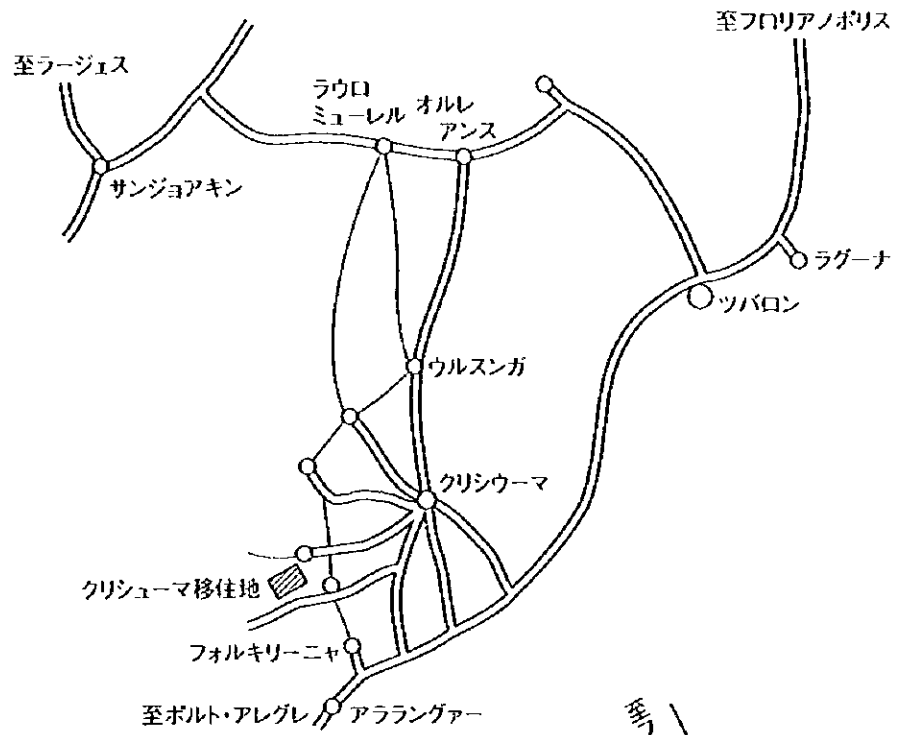 至フロリアノポリス
至ラージェス
ラウロ
ミューレル
オルレ
アンス
サンジョアキン
ラグーナ
ツバロン
ウルスンガ
クリシウーマ
クリシューマ移住地
フォルキリーニャ
至ポルト・アレグレ
アララングァー
至